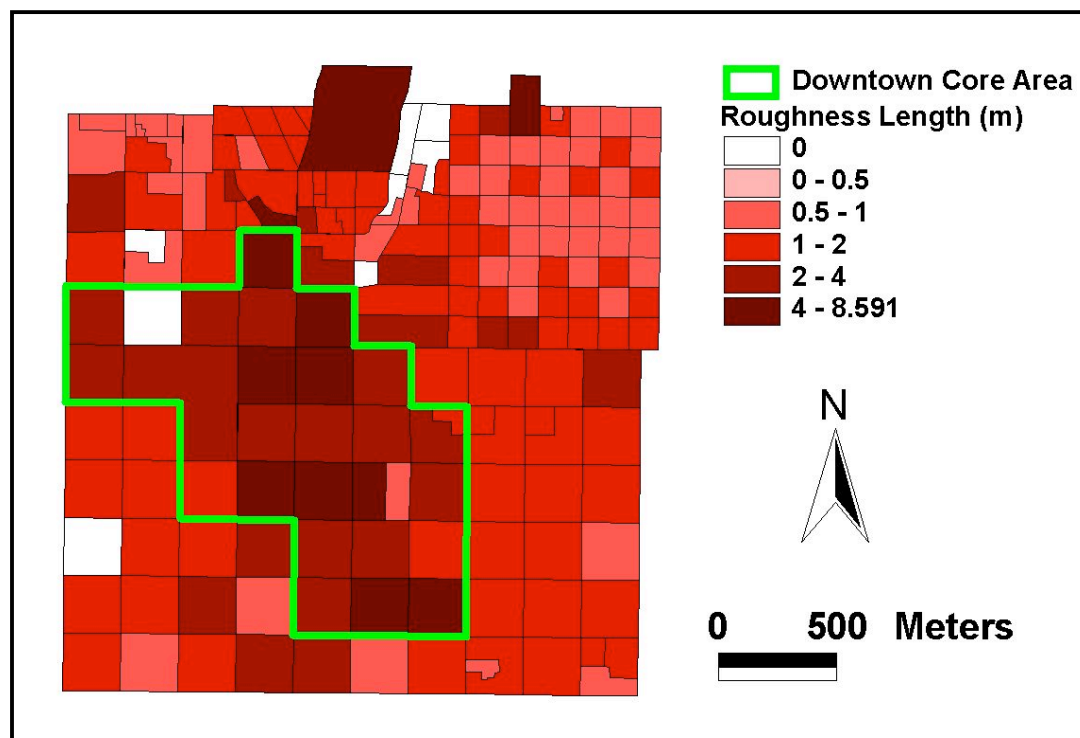 Downtown Core Area
Roughness Length (m)
0
0 - 0.5
0.5 - 1
1 - 2
2 - 4
4 - 8.591
N
0 500 Meters